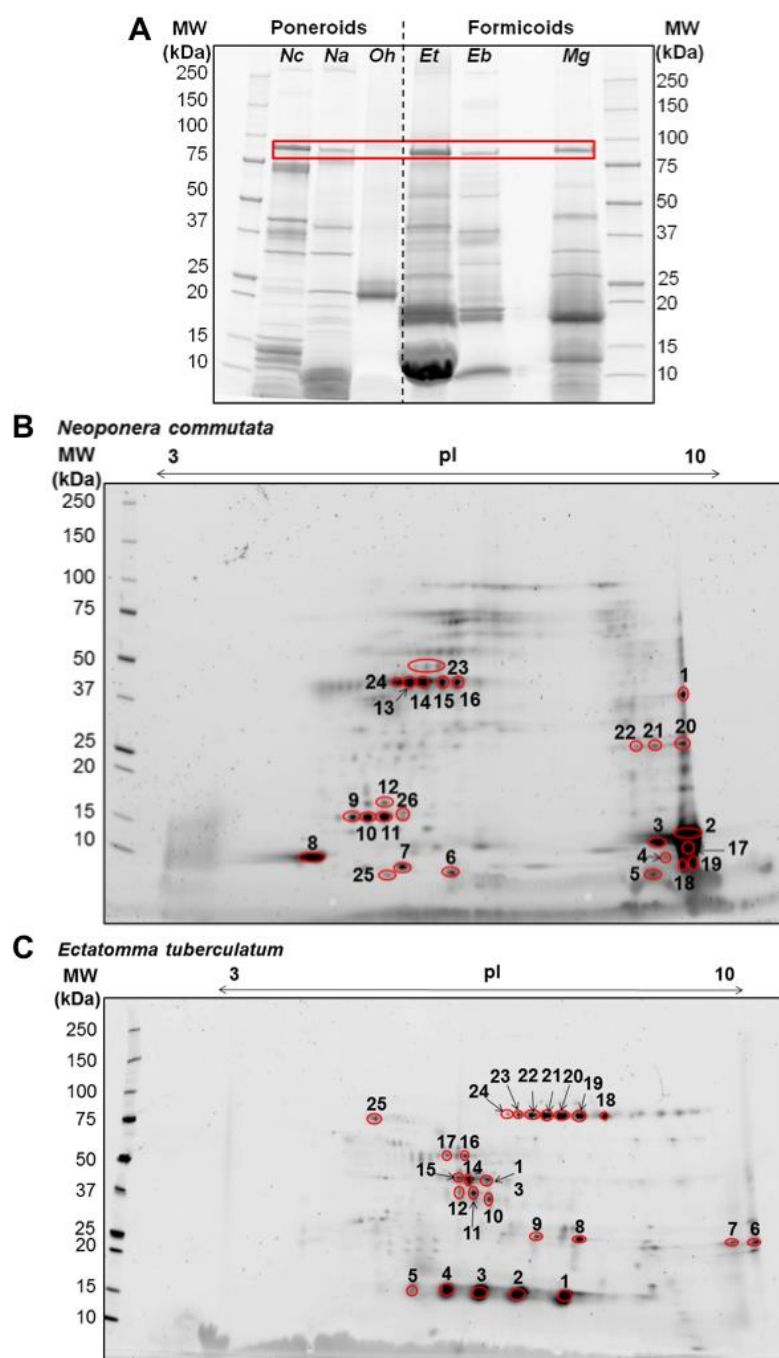 A
MW
(kDa)
Poneroids
Formicoids
MW
(kDa)
Nc Na Oh Et Eb Mg
250
150
100
75
50
37
25
20
15
10
250
150
100
75
50
37
25
20
15
10
B Neoponera commutata
MW
(kDa)
3 pI 10
250
150
100
75
50
37
25
20
15
10
24 23
13 14 15 16
1
22 21 20
12
9 26
10 11
8
7
25
6
3 2
4 17
5
18 19
C Ectatomma tuberculatum
MW
(kDa)
3 pI 10
250
150
100
75
50
37
25
20
15
10
25
24 23 22 21 20 19 18
17 16
15 14 1
3
12 10
11
9 8
7 6
5 4 3 2 1